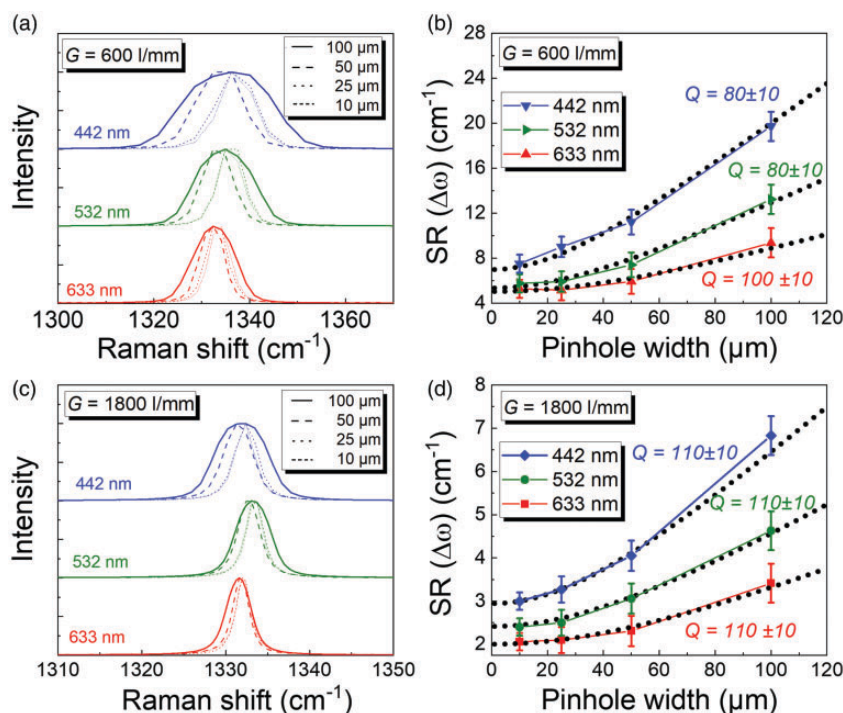 (a)
G = 600 l/mm
100 µm
50 µm
25 µm
10 µm
442 nm
532 nm
633 nm
Intensity
1300 1320 1340 1360
Raman shift (cm⁻¹)
(b)
G = 600 l/mm
442 nm
532 nm
633 nm
Q = 80±10
Q = 80±10
Q = 100 ±10
SR (Δω) (cm⁻¹)
28
24
20
16
12
8
4
0 20 40 60 80 100 120
Pinhole width (µm)
(c)
G = 1800 l/mm
100 µm
50 µm
25 µm
10 µm
442 nm
532 nm
633 nm
Intensity
1310 1320 1330 1340 1350
Raman shift (cm⁻¹)
(d)
G = 1800 l/mm
442 nm
532 nm
633 nm
Q = 110±10
Q = 110±10
Q = 110 ±10
SR (Δω) (cm⁻¹)
8
7
6
5
4
3
2
0 20 40 60 80 100 120
Pinhole width (µm)